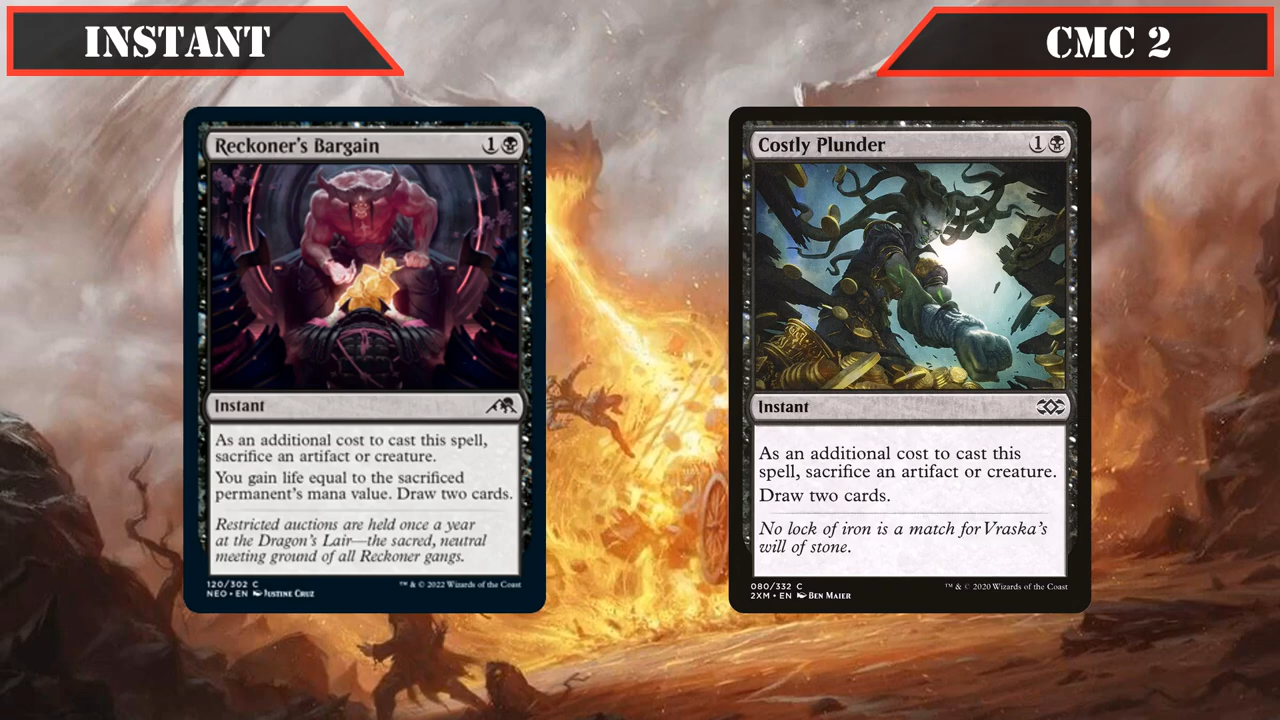 INSTANT
CMC 2
Reckoner's Bargain 1
Instant
As an additional cost to cast this spell,
sacrifice an artifact or creature.
You gain life equal to the sacrificed
permanent's mana value. Draw two cards.
Restricted auctions are held once a year
at the Dragon's Lair—the sacred, neutral
meeting ground of all Reckoner gangs.
120/302 C
NEO • EN Justine Cruz
™ & © 2022 Wizards of the Coast
Costly Plunder 1
Instant
As an additional cost to cast this
spell, sacrifice an artifact or creature.
Draw two cards.
No lock of iron is a match for Vraska's
will of stone.
080/332 C
2XM • EN Ben Maier
™ & © 2020 Wizards of the Coast